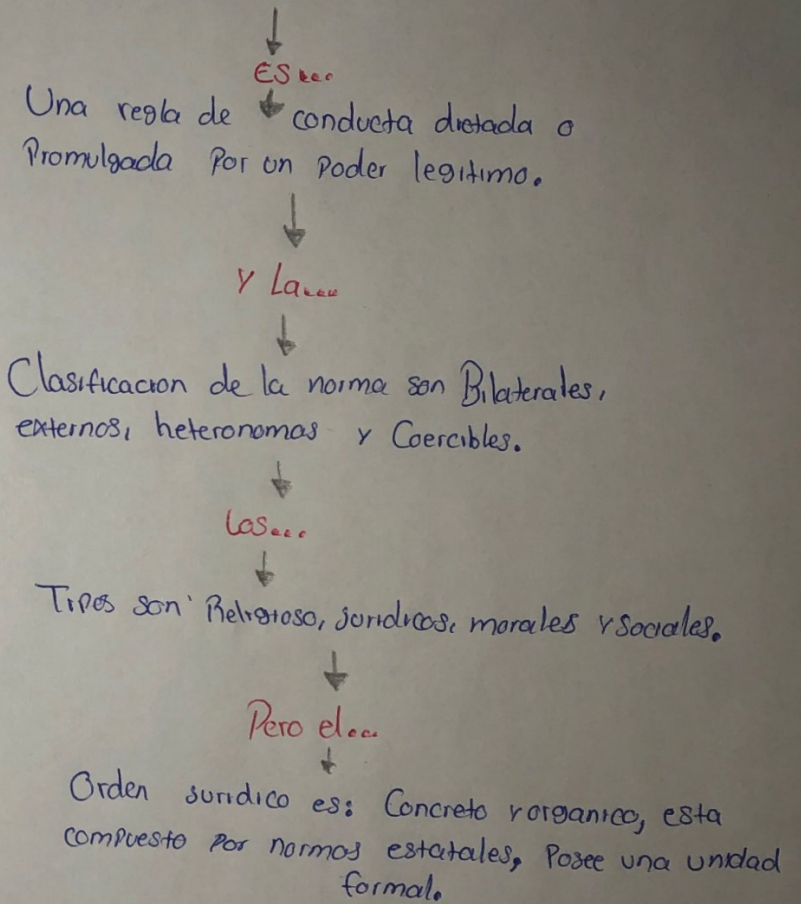 Es...
Una regla de conducta dictada o
Promulgada Por un Poder legitimo.
Y La....
Clasificacion de la norma son Bilaterales,
externos, heteronomas y Coercibles.
Los...
Tipos son: Religioso, juridicos, morales y sociales.
Pero el...
Orden juridico es: Concreto y organico, esta
compuesto por normas estatales, Posee una unidad
formal.